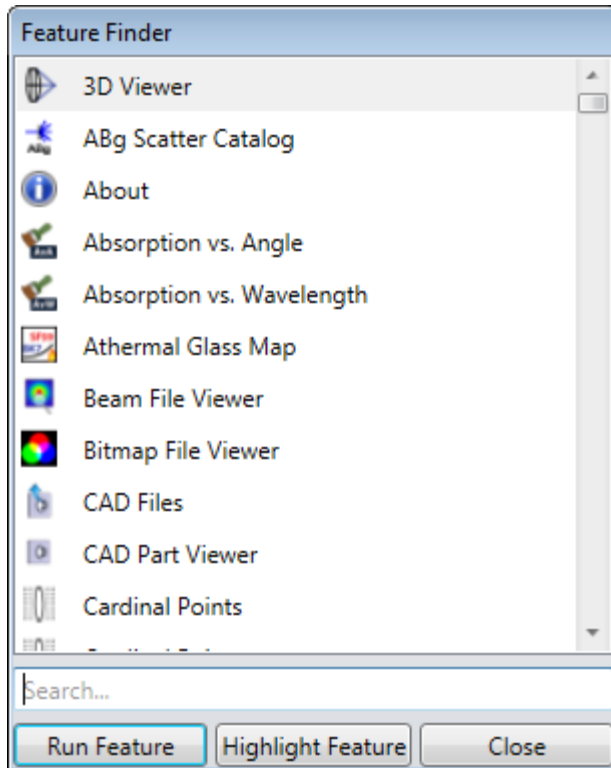 Feature Finder
3D Viewer
ABg
ABg Scatter Catalog
About
Absorption vs. Angle
Absorption vs. Wavelength
Athermal Glass Map
Beam File Viewer
Bitmap File Viewer
CAD Files
CAD Part Viewer
Cardinal Points
Search...
Run Feature
Highlight Feature
Close